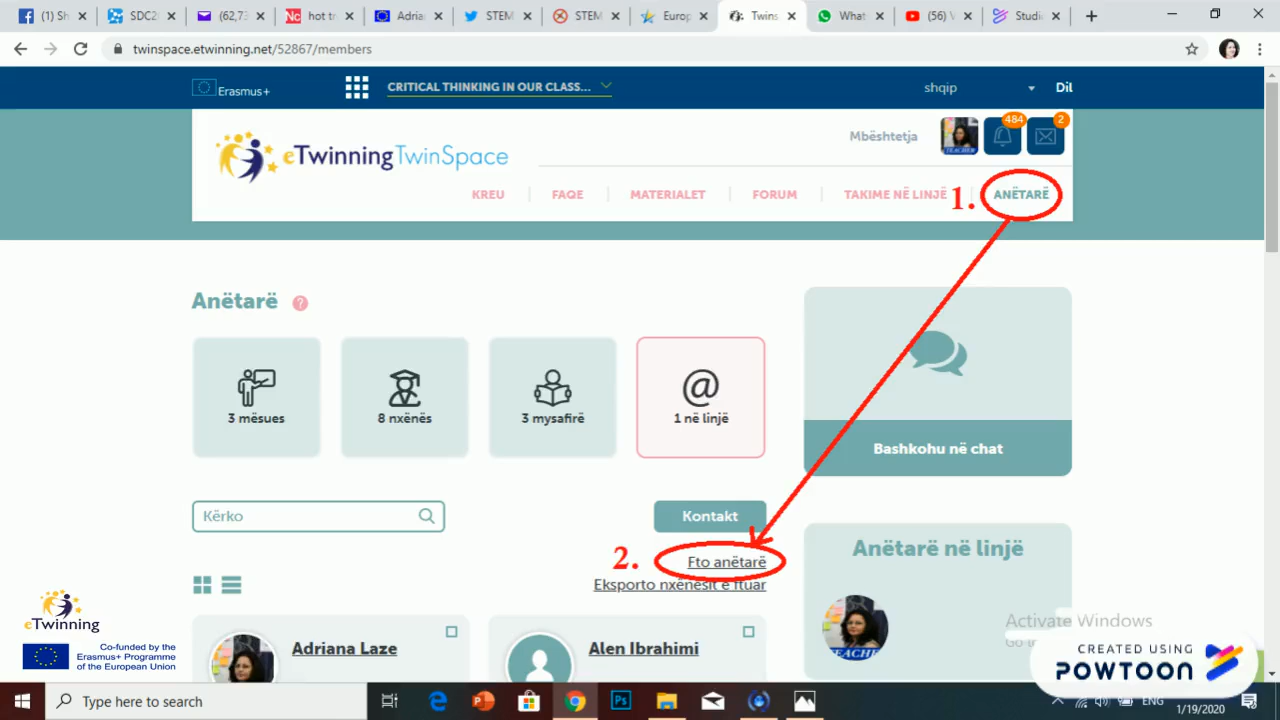 (1) Sh
SDC2
(62,73
hot tr
Adria
STEM
STEM
Europ
Twins
What
(56) V
Studi
twinspace.etwinning.net/52867/members
Erasmus+
CRITICAL THINKING IN OUR CLASS...
shqip
Dil
eTwinningTwinSpace
Mbështetja
484
2
KREU
FAQE
MATERIALET
FORUM
TAKIME NË LINJË
1.
ANËTARË
Anëtarë ?
3 mësues
8 nxënës
3 mysafirë
@
1 në linjë
Bashkohu në chat
Kërko
Kontakt
2.
Fto anëtarë
Eksporto nxënësit e ftuar
Anëtarë në linjë
Adriana Laze
Alen Ibrahimi
TEACHER
eTwinning
Co-funded by the
Erasmus+ Programme
of the European Union
Activate Windows
CREATED USING
POWTOON
Type here to search
ENG
1/19/2020